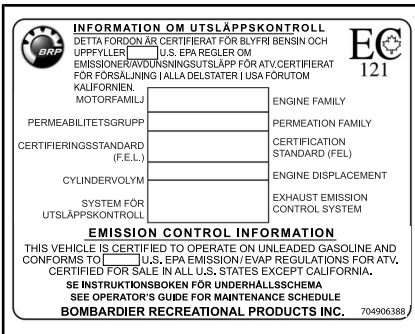 BRP
INFORMATION OM UTSLÄPPSKONTROLL
DETTA FORDON ÄR CERTIFIERAT FÖR BLYFRI BENSIN OCH
UPPFYLLER U.S. EPA REGLER OM
EMISSIONER/AVDUNSNINGSUTSLÄPP FÖR ATV.CERTIFIERAT
FÖR FÖRSÄLJNING I ALLA DELSTATER I USA FÖRUTOM
KALIFORNIEN.
EC
121
MOTORFAMILJ ENGINE FAMILY
PERMEABILITETSGRUPP PERMEATION FAMILY
CERTIFIERINGSSTANDARD CERTIFICATION
(F.E.L.) STANDARD (FEL)
CYLINDERVOLYM ENGINE DISPLACEMENT
SYSTEM FÖR EXHAUST EMISSION
UTSLÄPPSKONTROLL CONTROL SYSTEM
EMISSION CONTROL INFORMATION
THIS VEHICLE IS CERTIFIED TO OPERATE ON UNLEADED GASOLINE AND
CONFORMS TO U.S. EPA EMISSION/ EVAP REGULATIONS FOR ATV.
CERTIFIED FOR SALE IN ALL U.S. STATES EXCEPT CALIFORNIA.
SE INSTRUKTIONSBOKEN FÖR UNDERHÅLLSSCHEMA
SEE OPERATOR'S GUIDE FOR MAINTENANCE SCHEDULE
BOMBARDIER RECREATIONAL PRODUCTS INC. 704906388